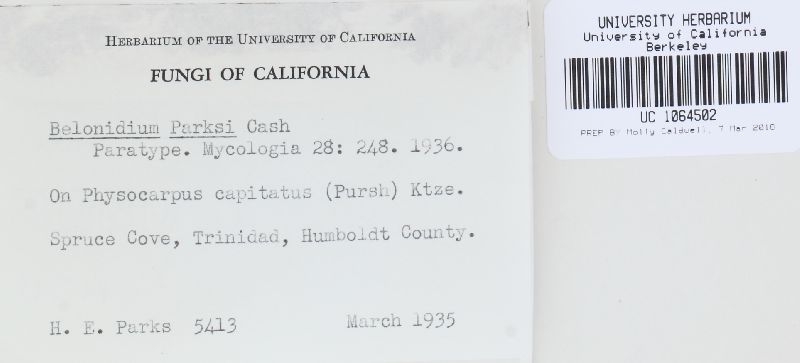 HERBARIUM OF THE UNIVERSITY OF CALIFORNIA
FUNGI OF CALIFORNIA
Belonidium Parksi Cash
Paratype. Mycologia 28: 248. 1936.
On Physocarpus capitatus (Pursh) Ktze.
Spruce Cove, Trinidad, Humboldt County.
H. E. Parks 5413 March 1935
UNIVERSITY HERBARIUM
University of California
Berkeley
UC 1064502
PREP BY Molly Caldwell, 7 Mar 2010